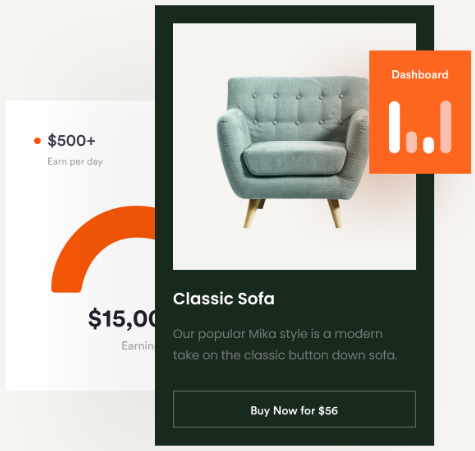 $500+
Earn per day
$15,00
Earnin
Dashboard
Classic Sofa
Our popular Mika style is a modern
take on the classic button down sofa.
Buy Now for $56